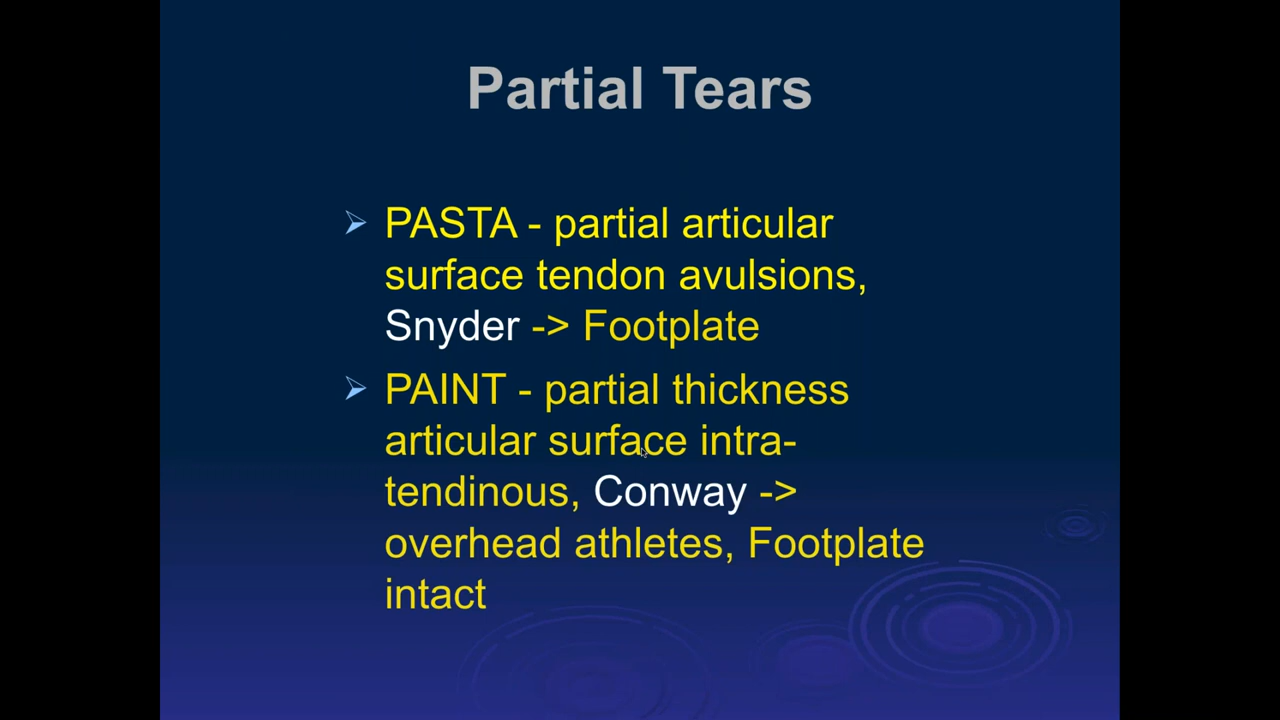 Partial Tears
PASTA - partial articular
surface tendon avulsions,
Snyder -> Footplate
PAINT - partial thickness
articular surface intra-
tendinous, Conway ->
overhead athletes, Footplate
intact